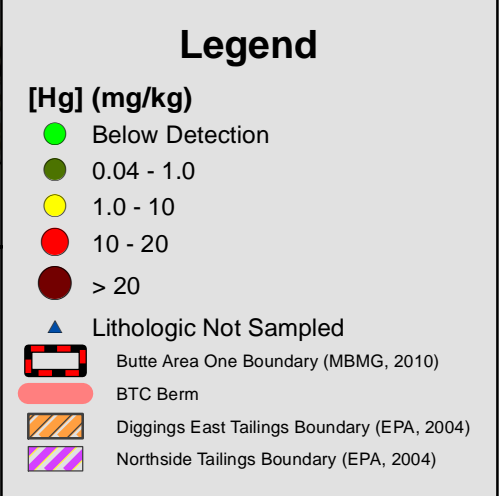 Legend
[Hg] (mg/kg)
Below Detection
0.04 - 1.0
1.0 - 10
10 - 20
> 20
Lithologic Not Sampled
Butte Area One Boundary (MBMG, 2010)
BTC Berm
Diggings East Tailings Boundary (EPA, 2004)
Northside Tailings Boundary (EPA, 2004)